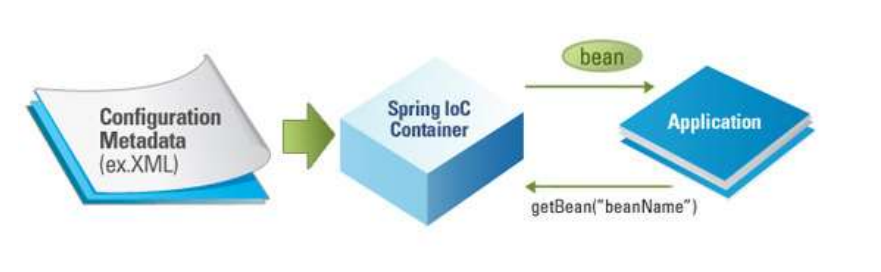 Configuration
Metadata
(ex.XML)
Spring IoC
Container
bean
Application
getBean("beanName")